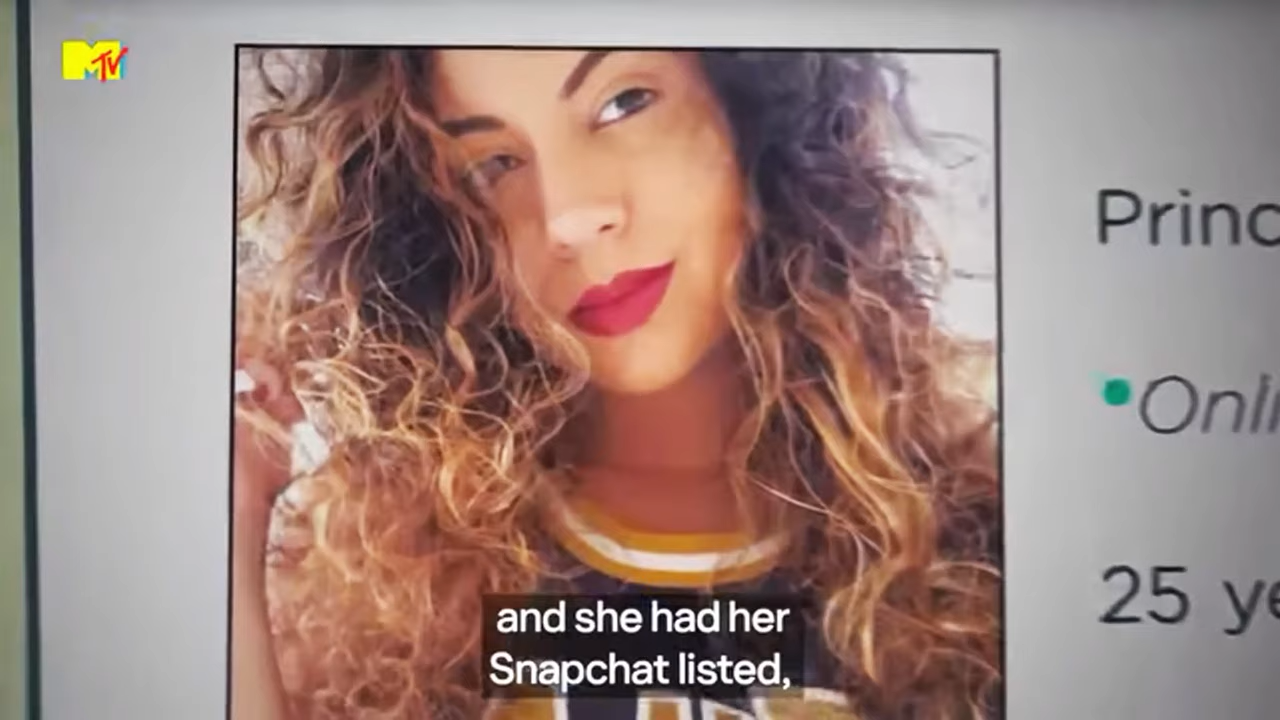 MTV
Princ
Onli
25 ye
and she had her
Snapchat listed,